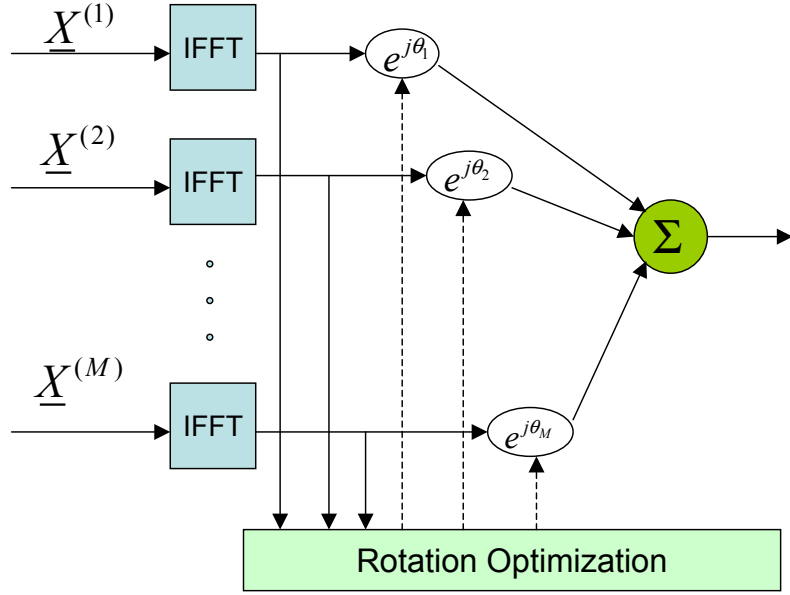 X^(1)
IFFT
e^{jθ_1}
X^(2)
IFFT
e^{jθ_2}
Σ
X^(M)
IFFT
e^{jθ_M}
Rotation Optimization